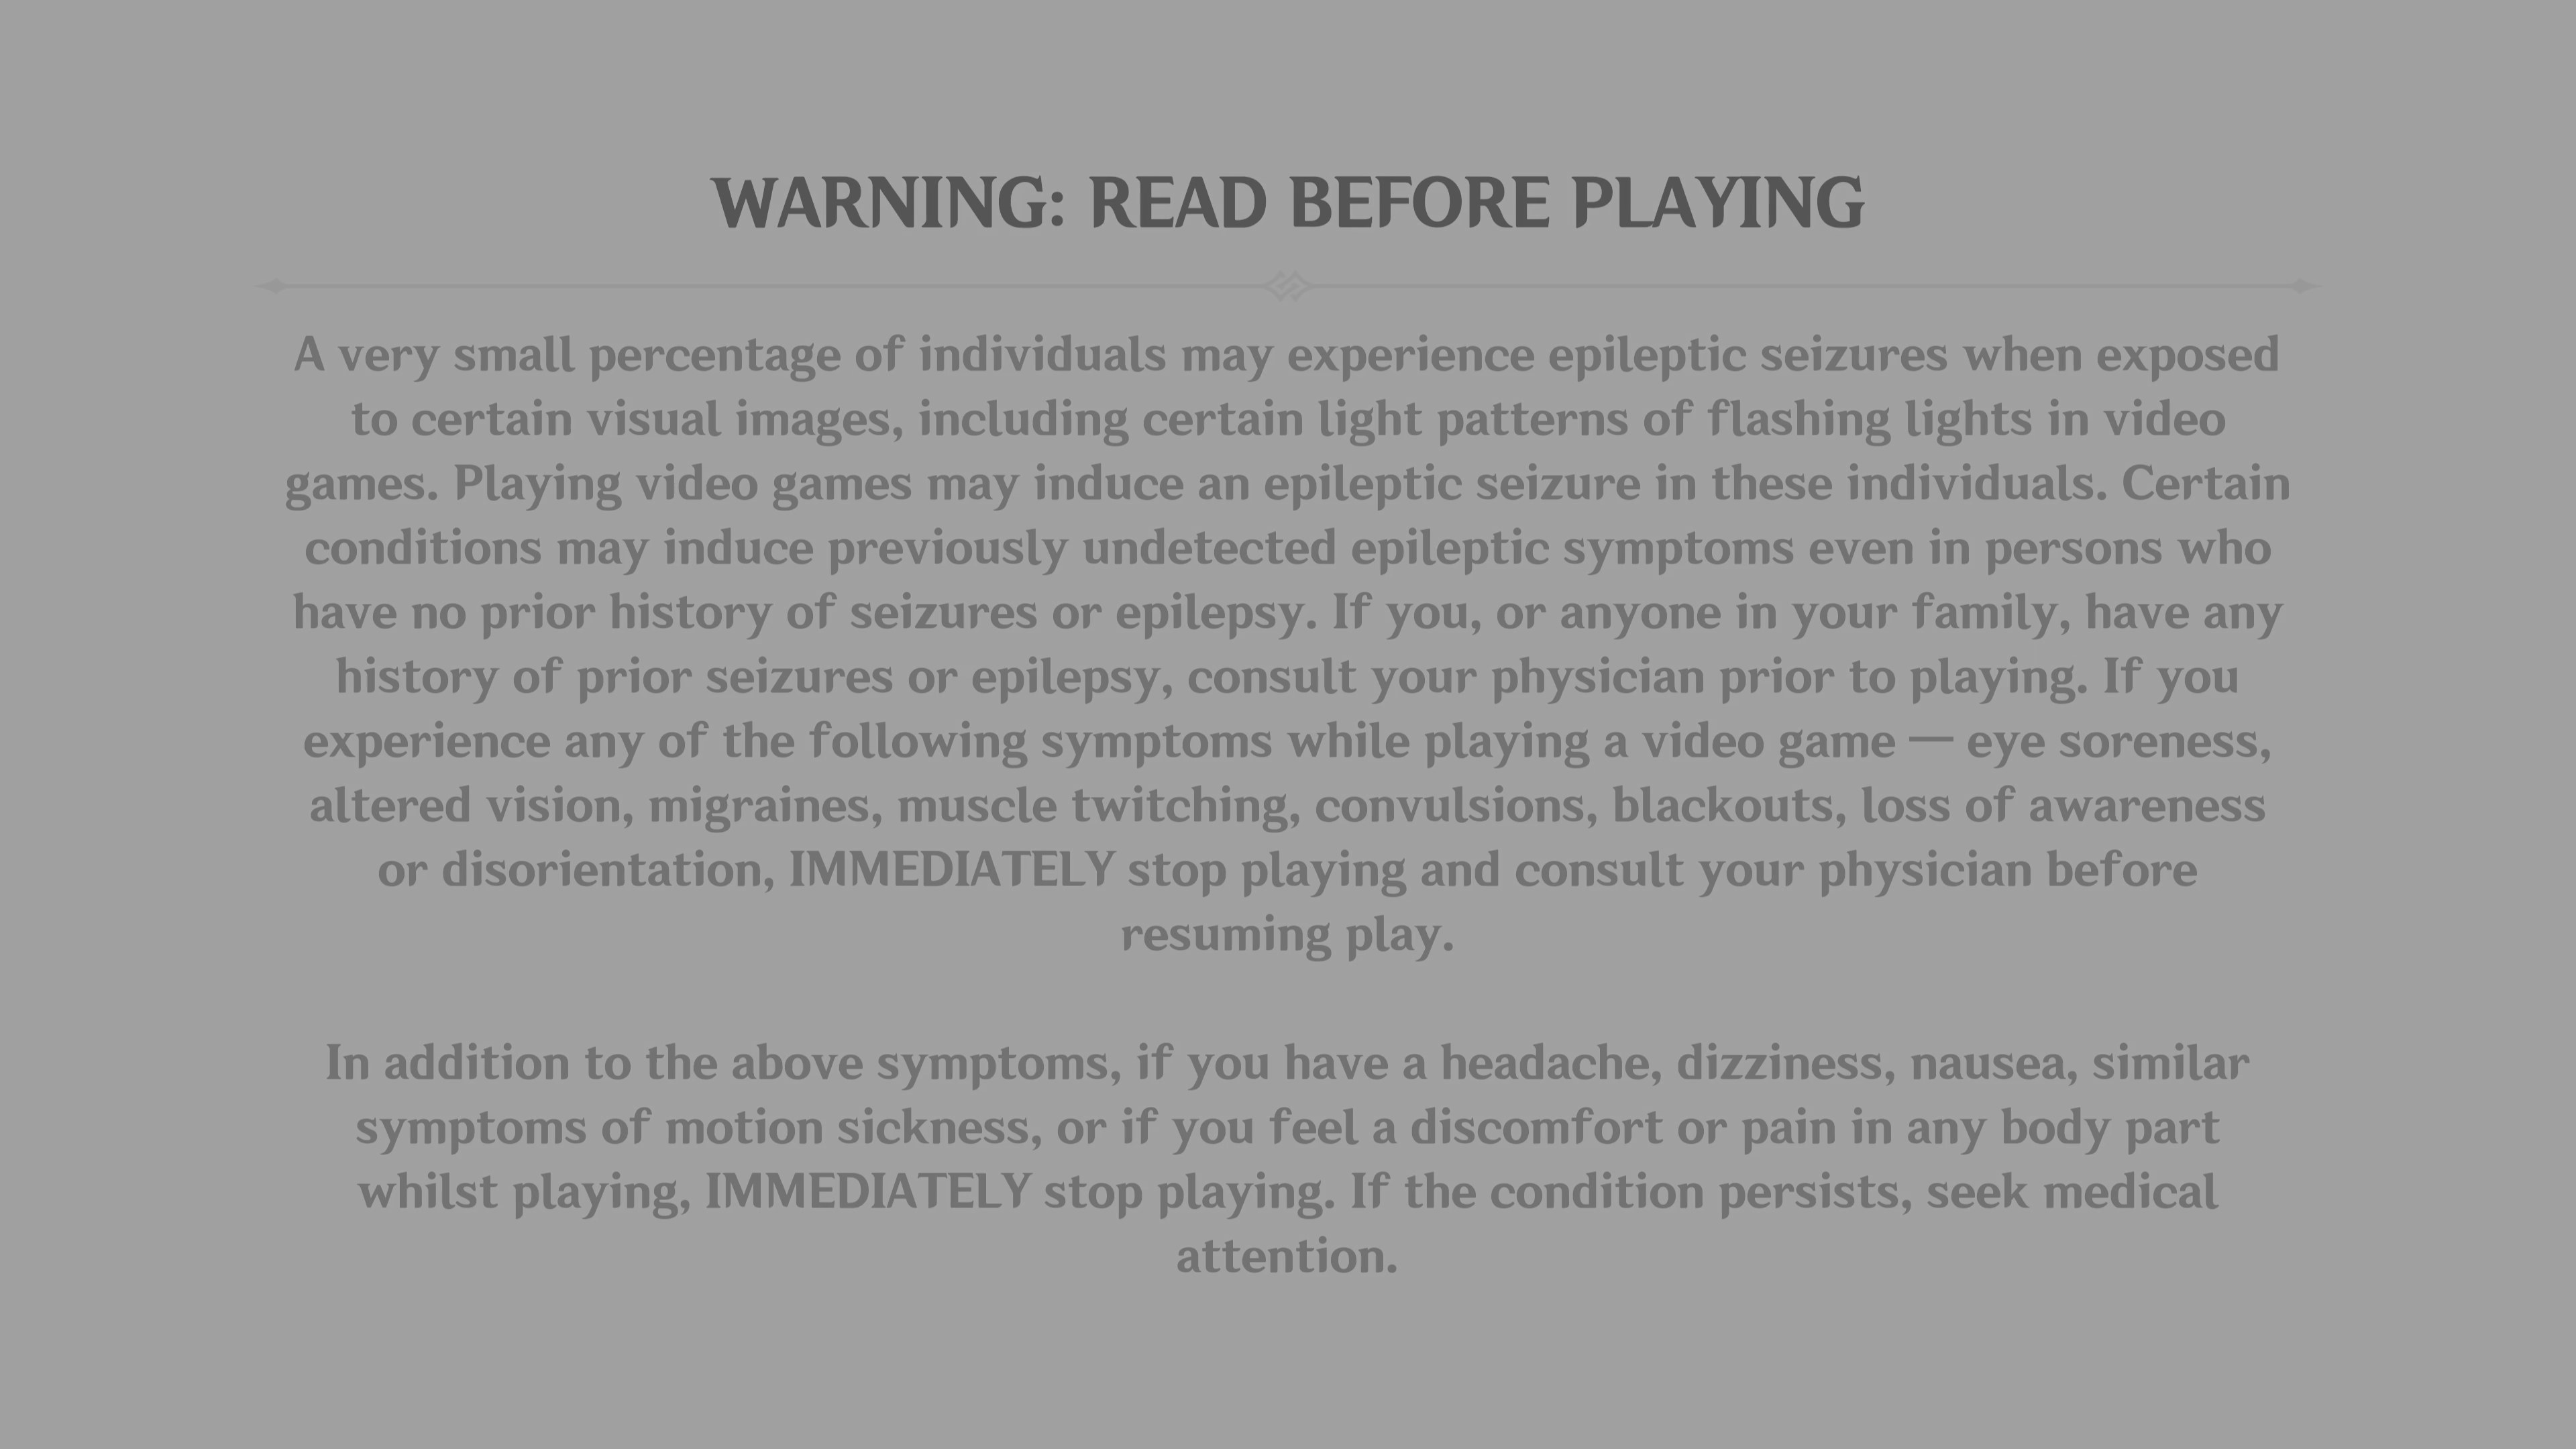 WARNING: READ BEFORE PLAYING
A very small percentage of individuals may experience epileptic seizures when exposed
to certain visual images, including certain light patterns of flashing lights in video
games. Playing video games may induce an epileptic seizure in these individuals. Certain
conditions may induce previously undetected epileptic symptoms even in persons who
have no prior history of seizures or epilepsy. If you, or anyone in your family, have any
history of prior seizures or epilepsy, consult your physician prior to playing. If you
experience any of the following symptoms while playing a video game — eye soreness,
altered vision, migraines, muscle twitching, convulsions, blackouts, loss of awareness
or disorientation, IMMEDIATELY stop playing and consult your physician before
resuming play.
In addition to the above symptoms, if you have a headache, dizziness, nausea, similar
symptoms of motion sickness, or if you feel a discomfort or pain in any body part
whilst playing, IMMEDIATELY stop playing. If the condition persists, seek medical
attention.